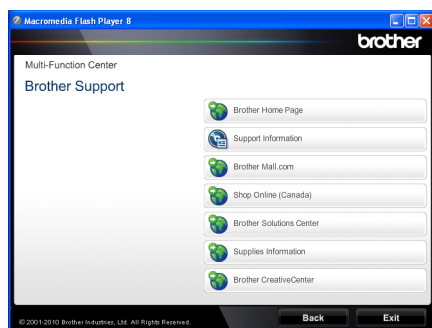 Macromedia Flash Player 8
brother
Multi-Function Center
Brother Support
Brother Home Page
Support Information
Brother Mall.com
Shop Online (Canada)
Brother Solutions Center
Supplies Information
Brother CreativeCenter
© 2001-2010 Brother Industries, Ltd. All Rights Reserved.
Back
Exit